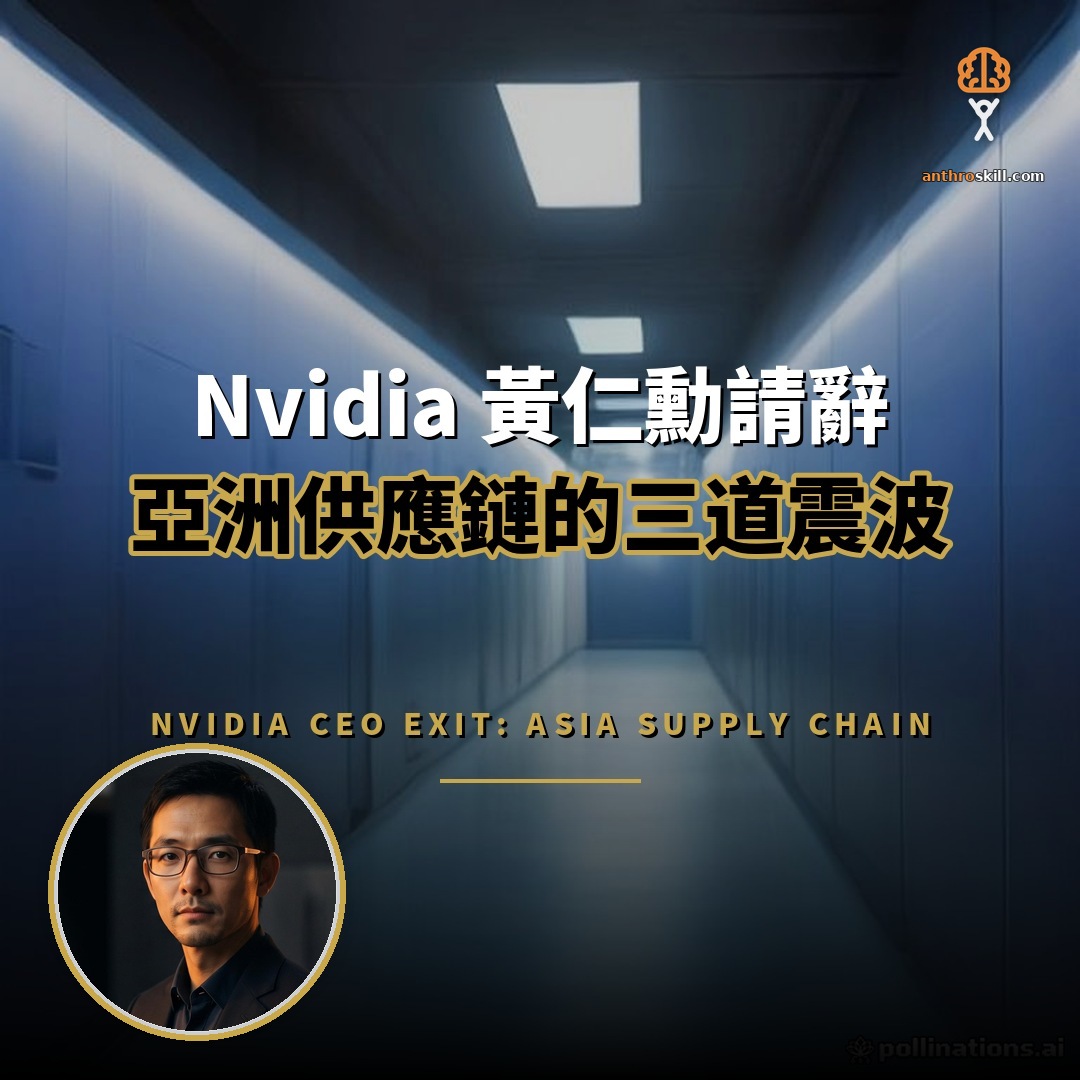 anthroskill.com
Nvidia 黃仁勳請辭
亞洲供應鏈的三道震波
NVIDIA CEO EXIT: ASIA SUPPLY CHAIN
pollinations.ai